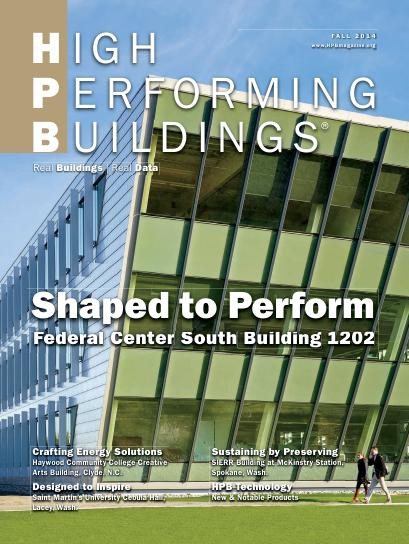 FALL 2014
www.HPBmagazine.org
HIGH
PERFORMING
BUILDINGS®
Real Buildings | Real Data
Shaped to Perform
Federal Center South Building 1202
Crafting Energy Solutions
Haywood Community College Creative
Arts Building, Clyde, N.C.
Designed to Inspire
Saint Martin's University Cebula Hall,
Lacey, Wash.
Sustaining by Preserving
SIERR Building at McKinstry Station,
Spokane, Wash.
HPB-Technology
New & Notable Products